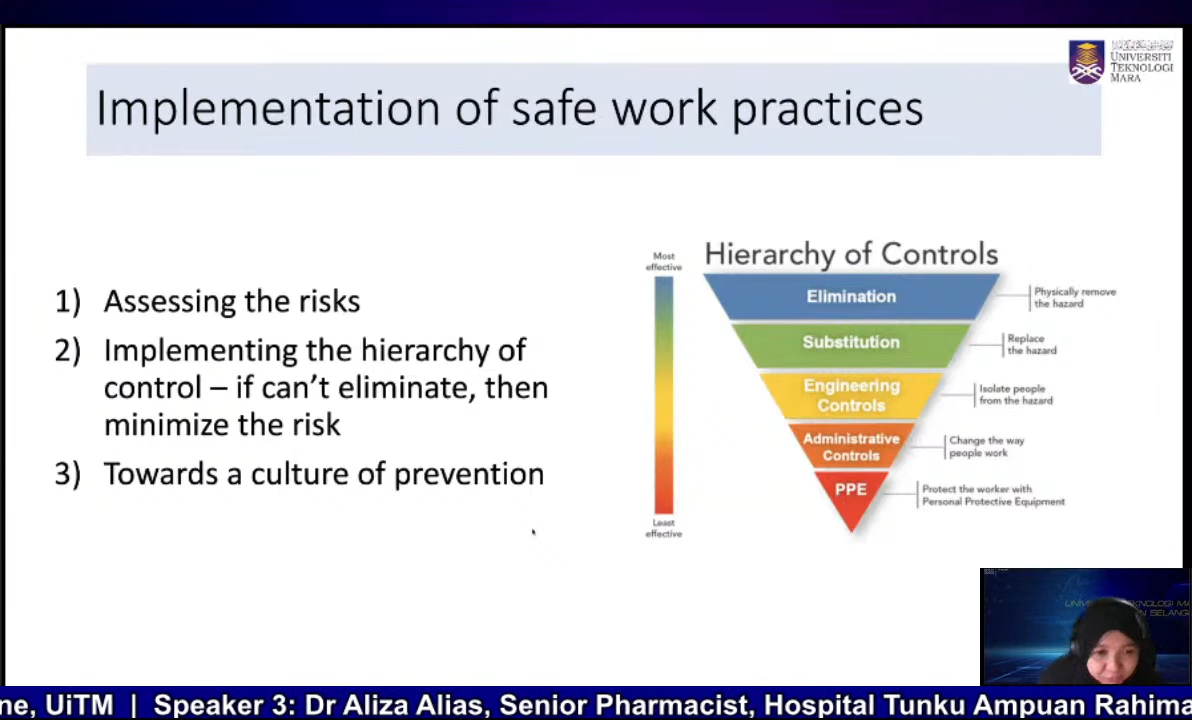 UNIVERSITI
TEKNOLOGI
MARA
Implementation of safe work practices
1) Assessing the risks
2) Implementing the hierarchy of
control – if can't eliminate, then
minimize the risk
3) Towards a culture of prevention
Hierarchy of Controls
Most
effective
Elimination
Physically remove
the hazard
Substitution
Replace
the hazard
Engineering
Controls
Isolate people
from the hazard
Administrative
Controls
Change the way
people work
PPE
Protect the worker with
Personal Protective Equipment
Least
effective
ne, UiTM | Speaker 3: Dr Aliza Alias, Senior Pharmacist, Hospital Tunku Ampuan Rahima